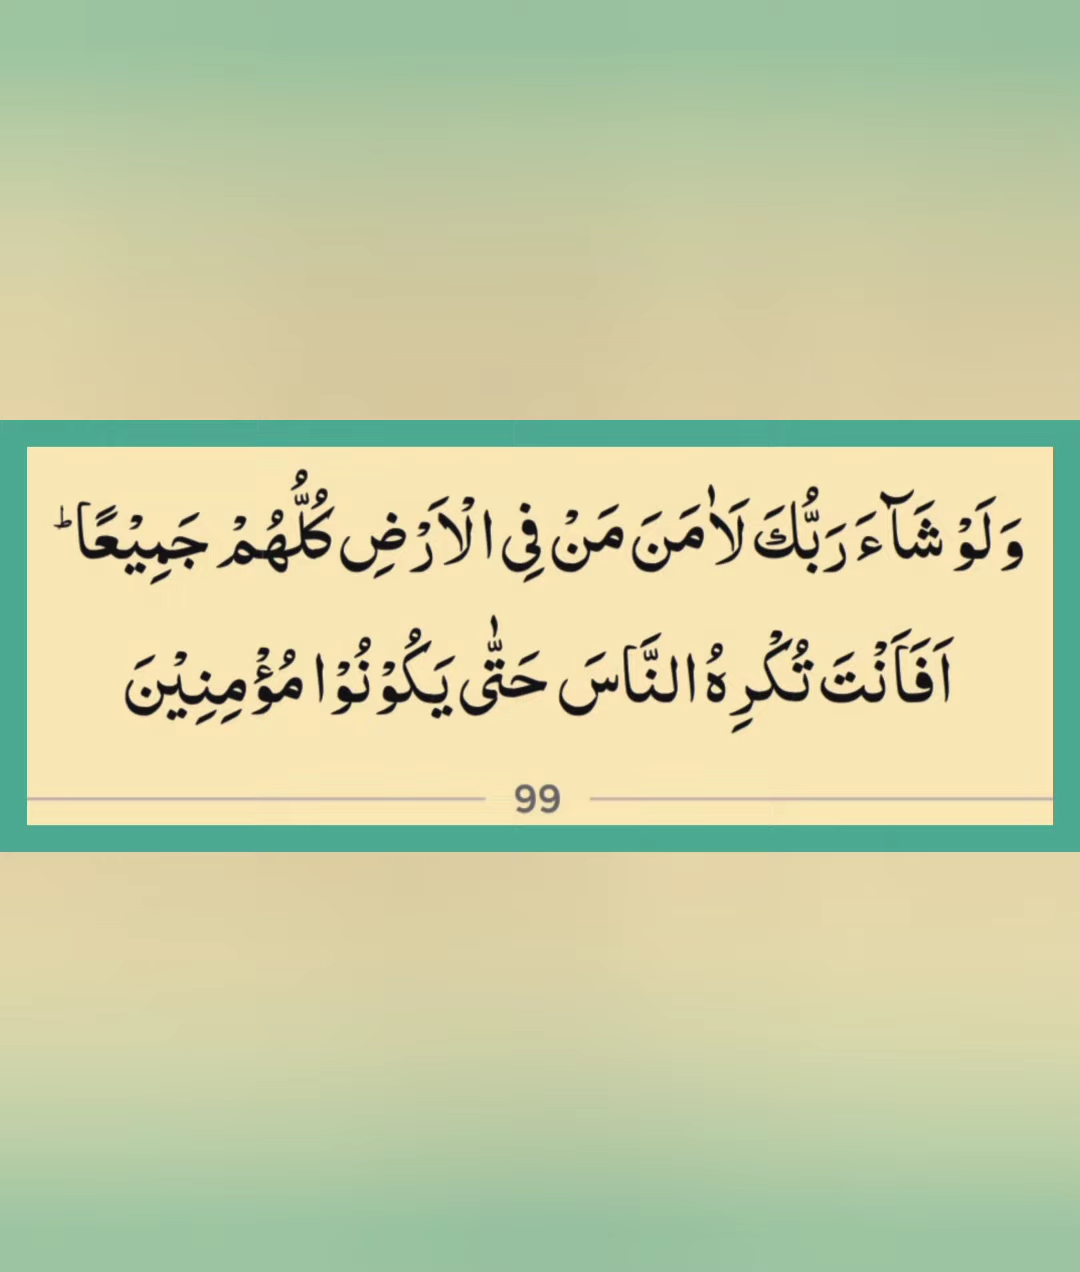 وَلَوْ شَآءَ رَبُّكَ لَاٰمَنَ مَنْ فِی الْاَرْضِ كُلُّهُمْ جَمِیْعًا ؕ
اَفَاَنْتَ تُكْرِهُ النَّاسَ حَتّٰی یَكُوْنُوْا مُؤْمِنِیْنَ
99